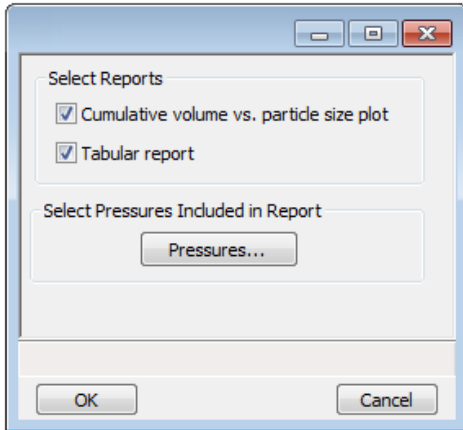 Select Reports
Cumulative volume vs. particle size plot
Tabular report
Select Pressures Included in Report
Pressures...
OK
Cancel